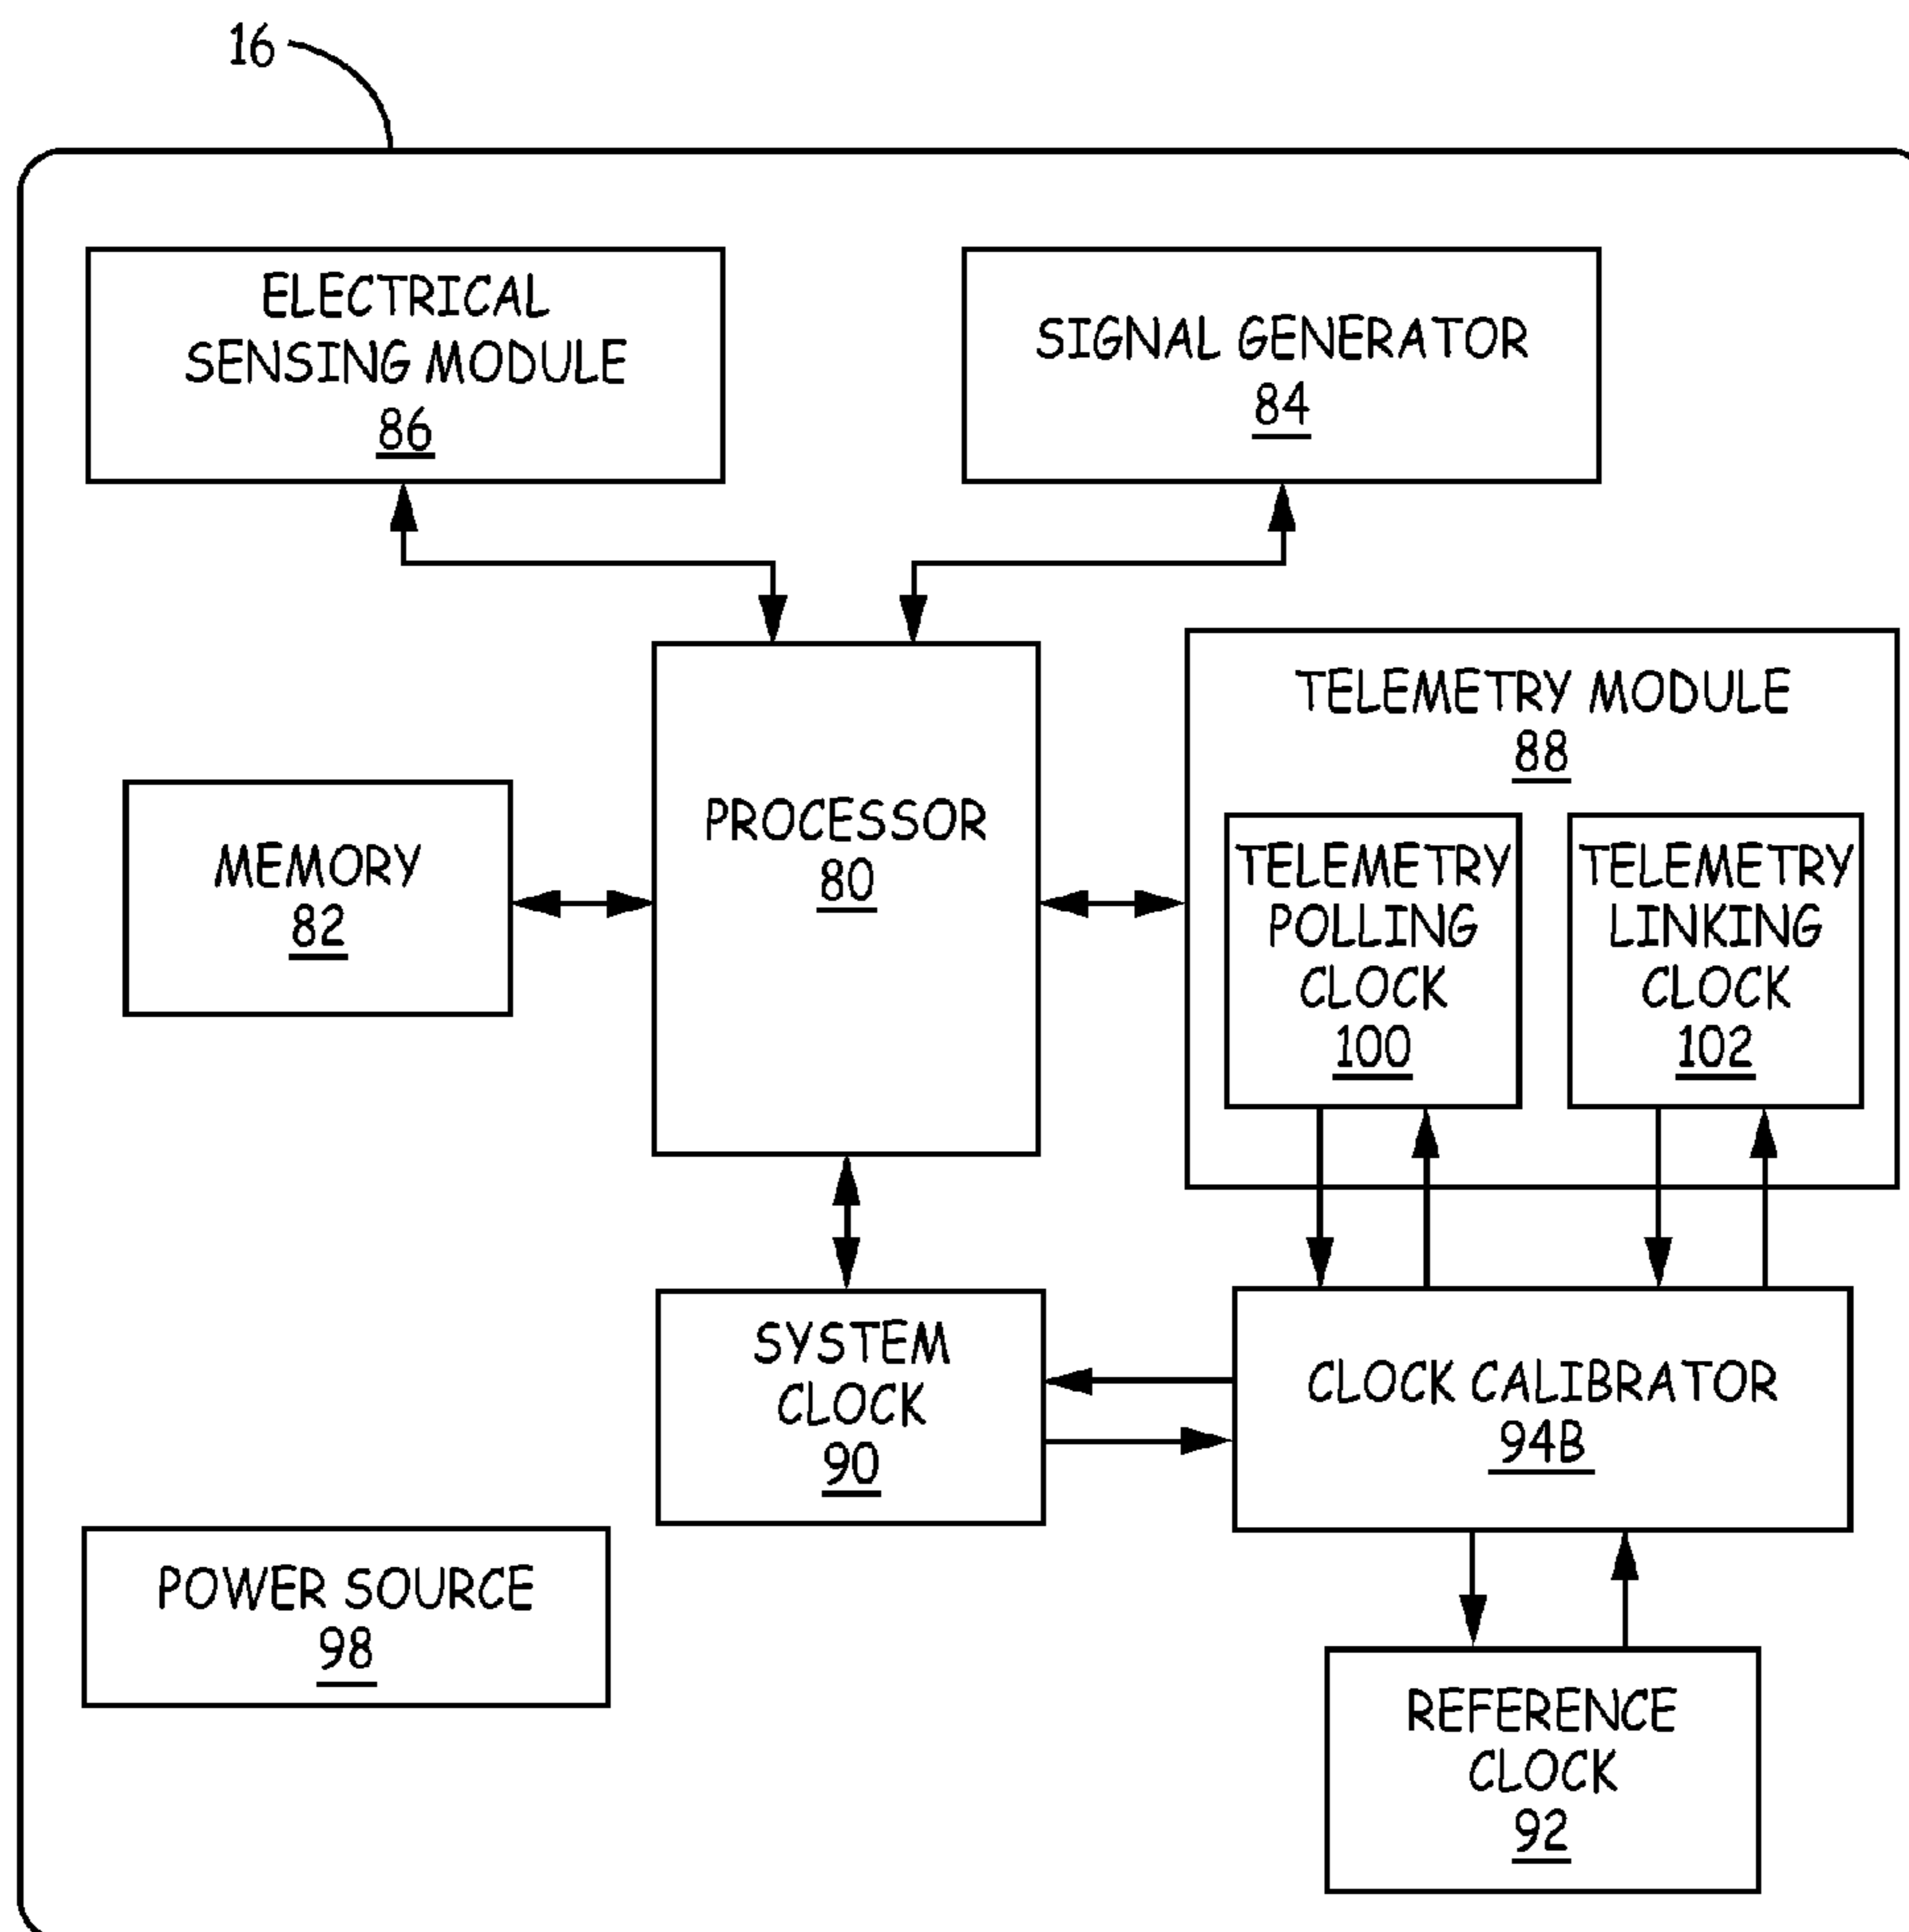 16
ELECTRICAL
SENSING MODULE
86
SIGNAL GENERATOR
84
PROCESSOR
80
TELEMETRY MODULE
88
MEMORY
82
TELEMETRY
POLLING
CLOCK
100
TELEMETRY
LINKING
CLOCK
102
SYSTEM
CLOCK
90
CLOCK CALIBRATOR
94B
POWER SOURCE
98
REFERENCE
CLOCK
92